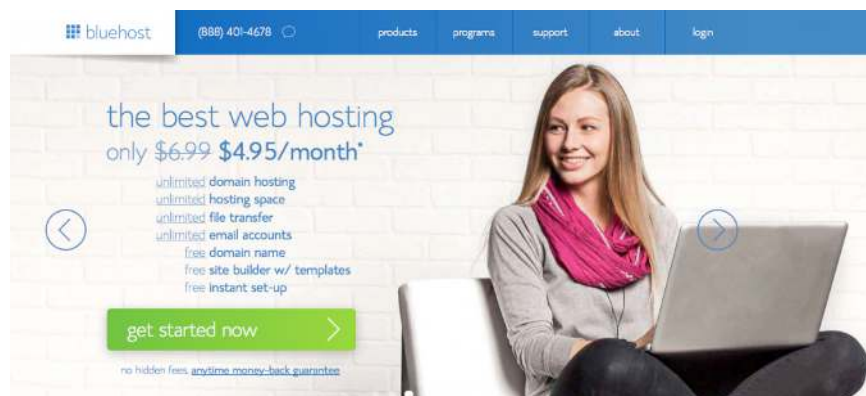 bluehost
(888) 401-4678
products programs support about login
the best web hosting
only $6.99 $4.95/month*
unlimited domain hosting
unlimited hosting space
unlimited file transfer
unlimited email accounts
free domain name
free site builder w/ templates
free instant set-up
get started now
no hidden fees. anytime money-back guarantee